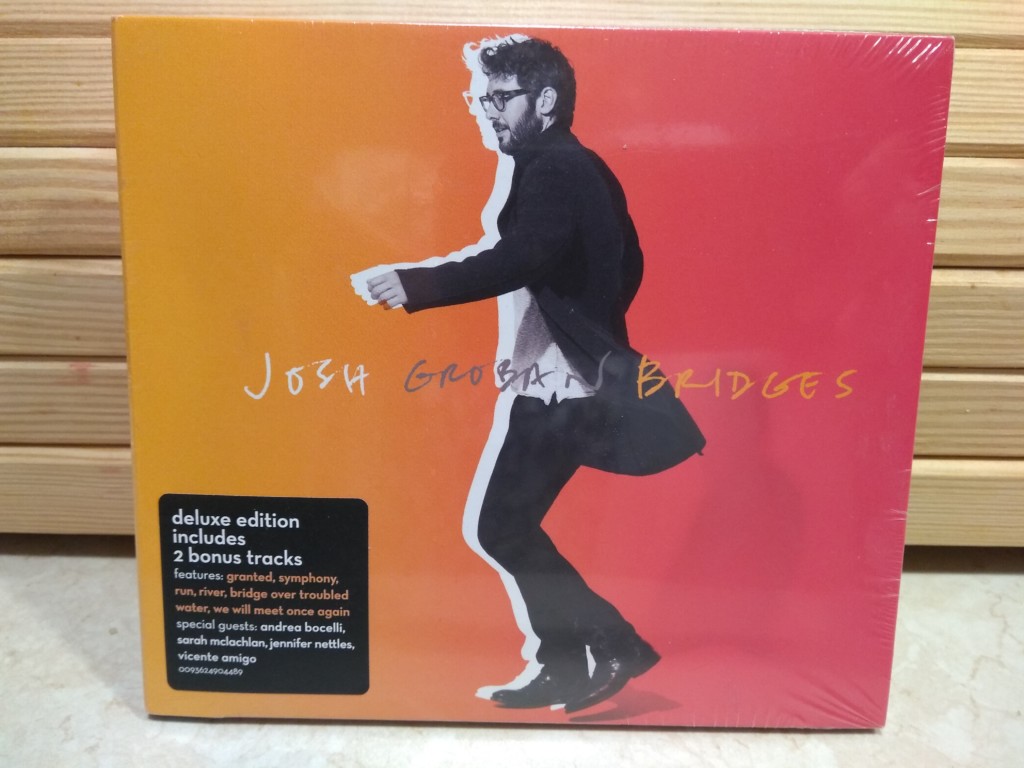 JOSH GROBAN BRIDGES
deluxe edition
includes
2 bonus tracks
features: granted, symphony,
run, river, bridge over troubled
water, we will meet once again
special guests: andrea bocelli,
sarah mclachlan, jennifer nettles,
vicente amigo
0093624904489